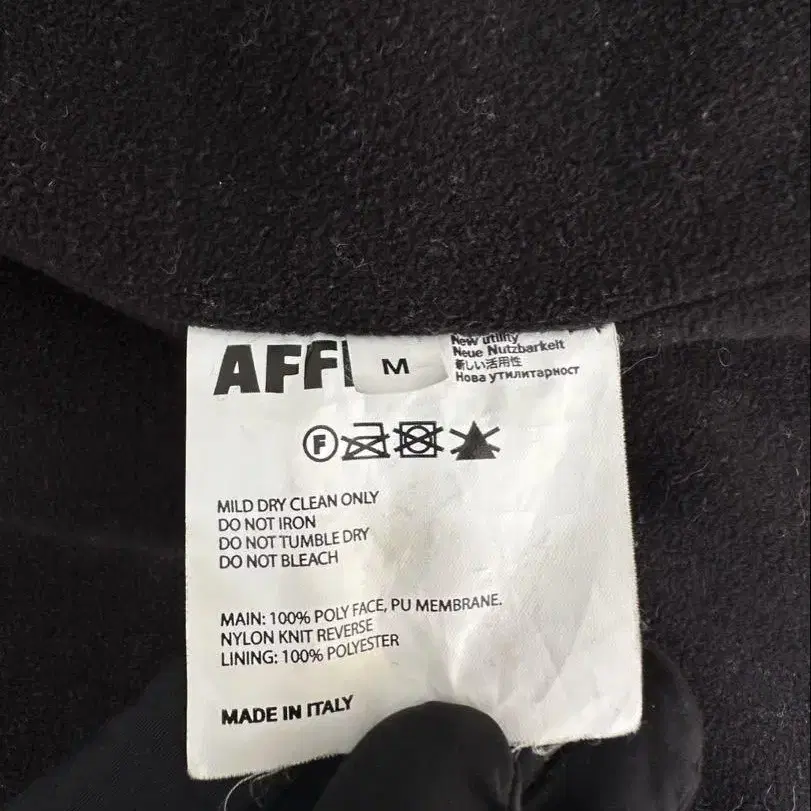 AFF
M
New utility
Neue Nutzbarkeit
新しい活用性
Нова утилитарност
F
MILD DRY CLEAN ONLY
DO NOT IRON
DO NOT TUMBLE DRY
DO NOT BLEACH
MAIN: 100% POLY FACE, PU MEMBRANE.
NYLON KNIT REVERSE
LINING: 100% POLYESTER
MADE IN ITALY